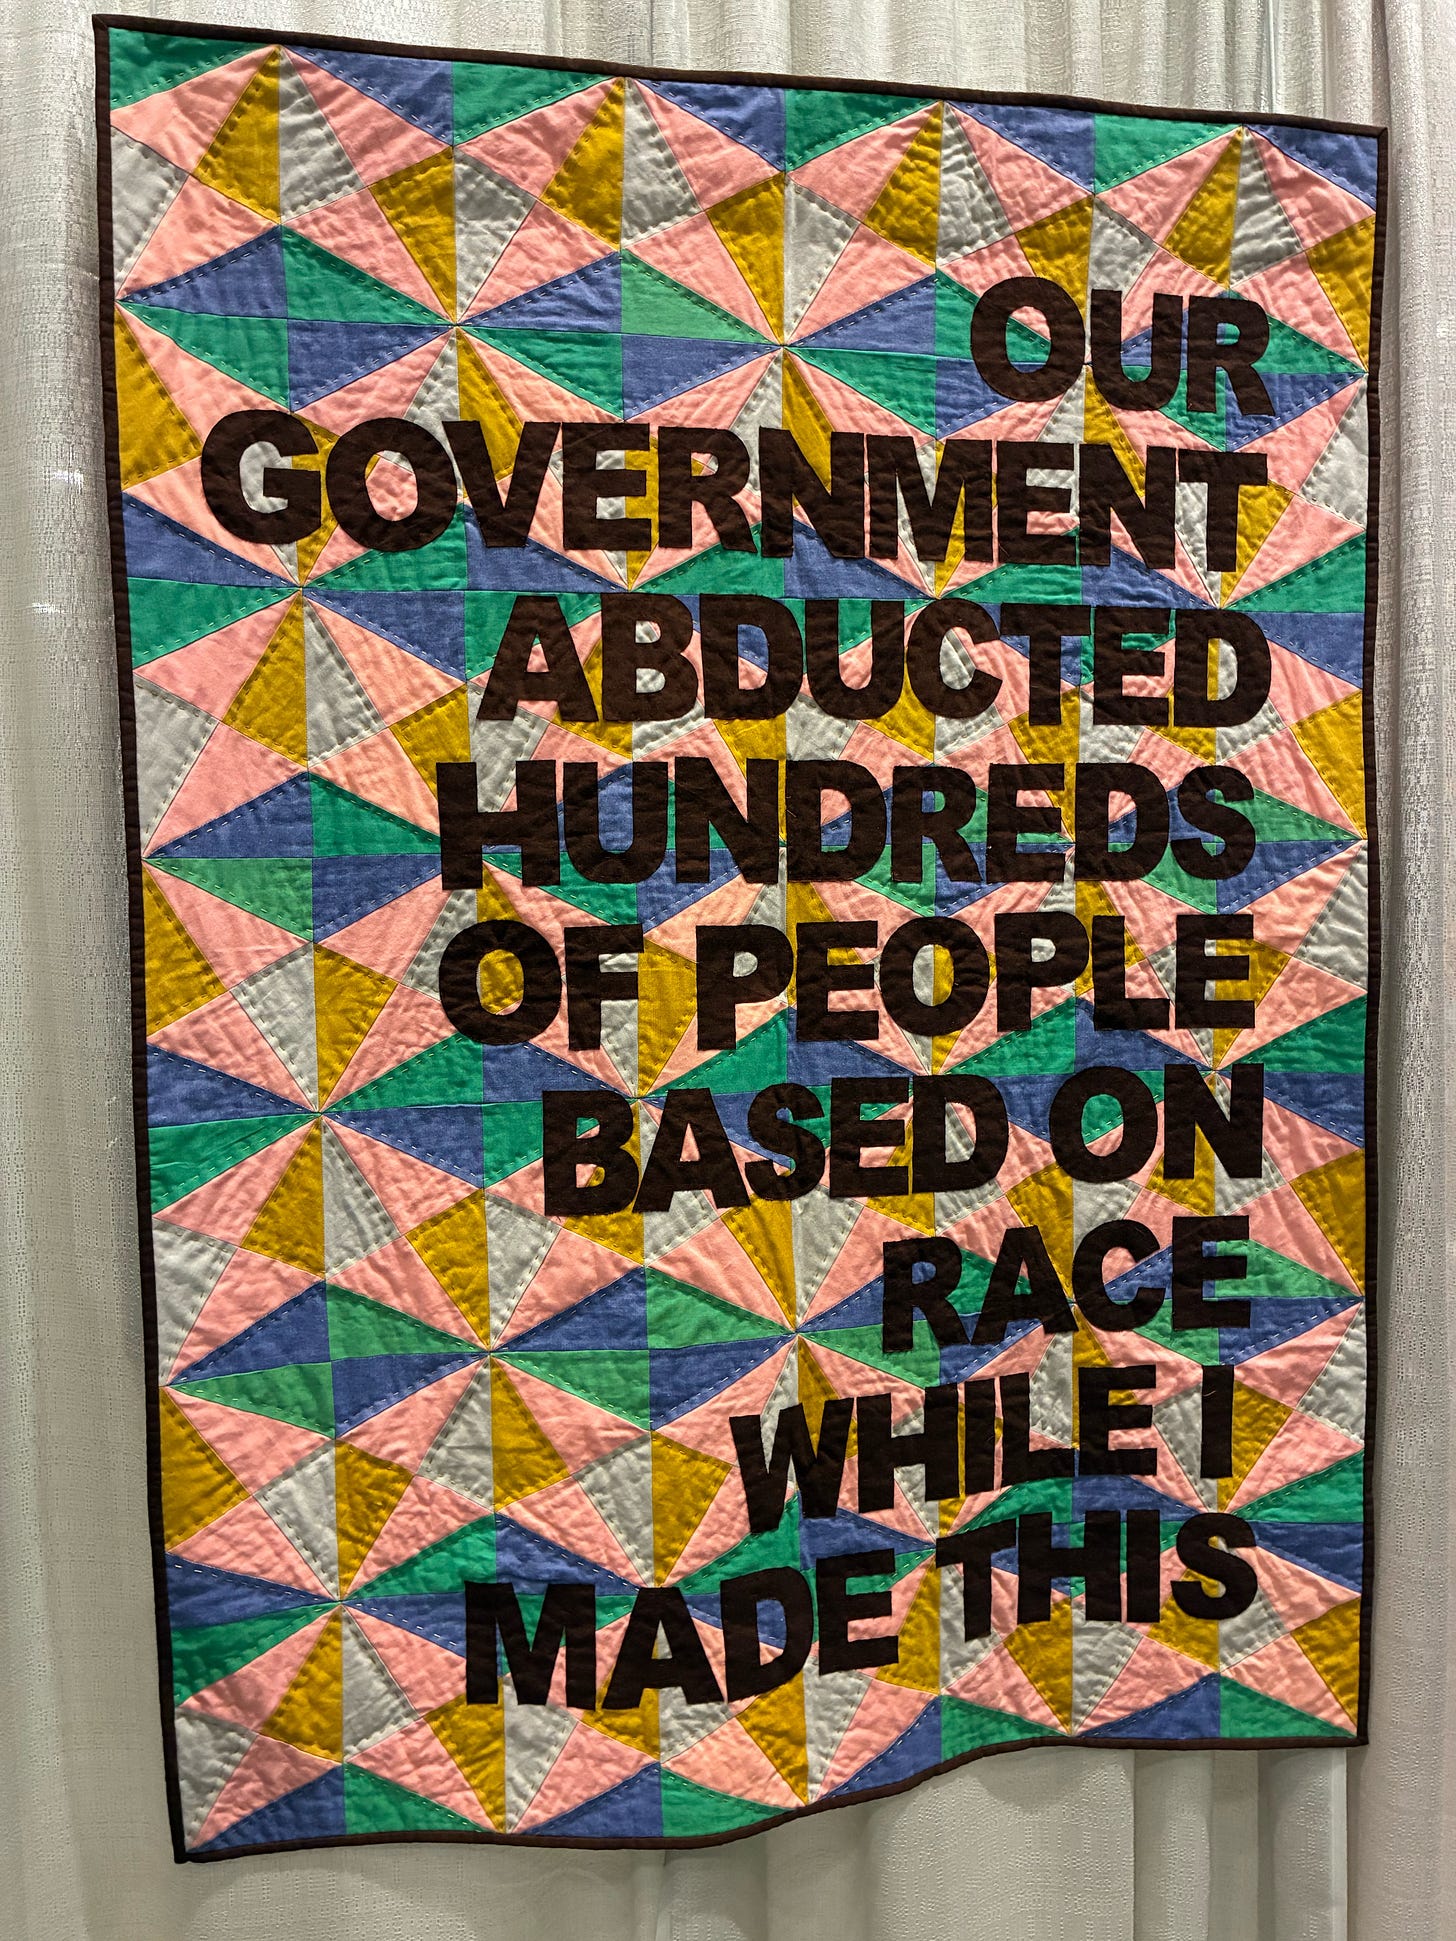 OUR
GOVERNMENT
ABDUCTED
HUNDREDS
OF PEOPLE
BASED ON
RACE
WHILE I
MADE THIS